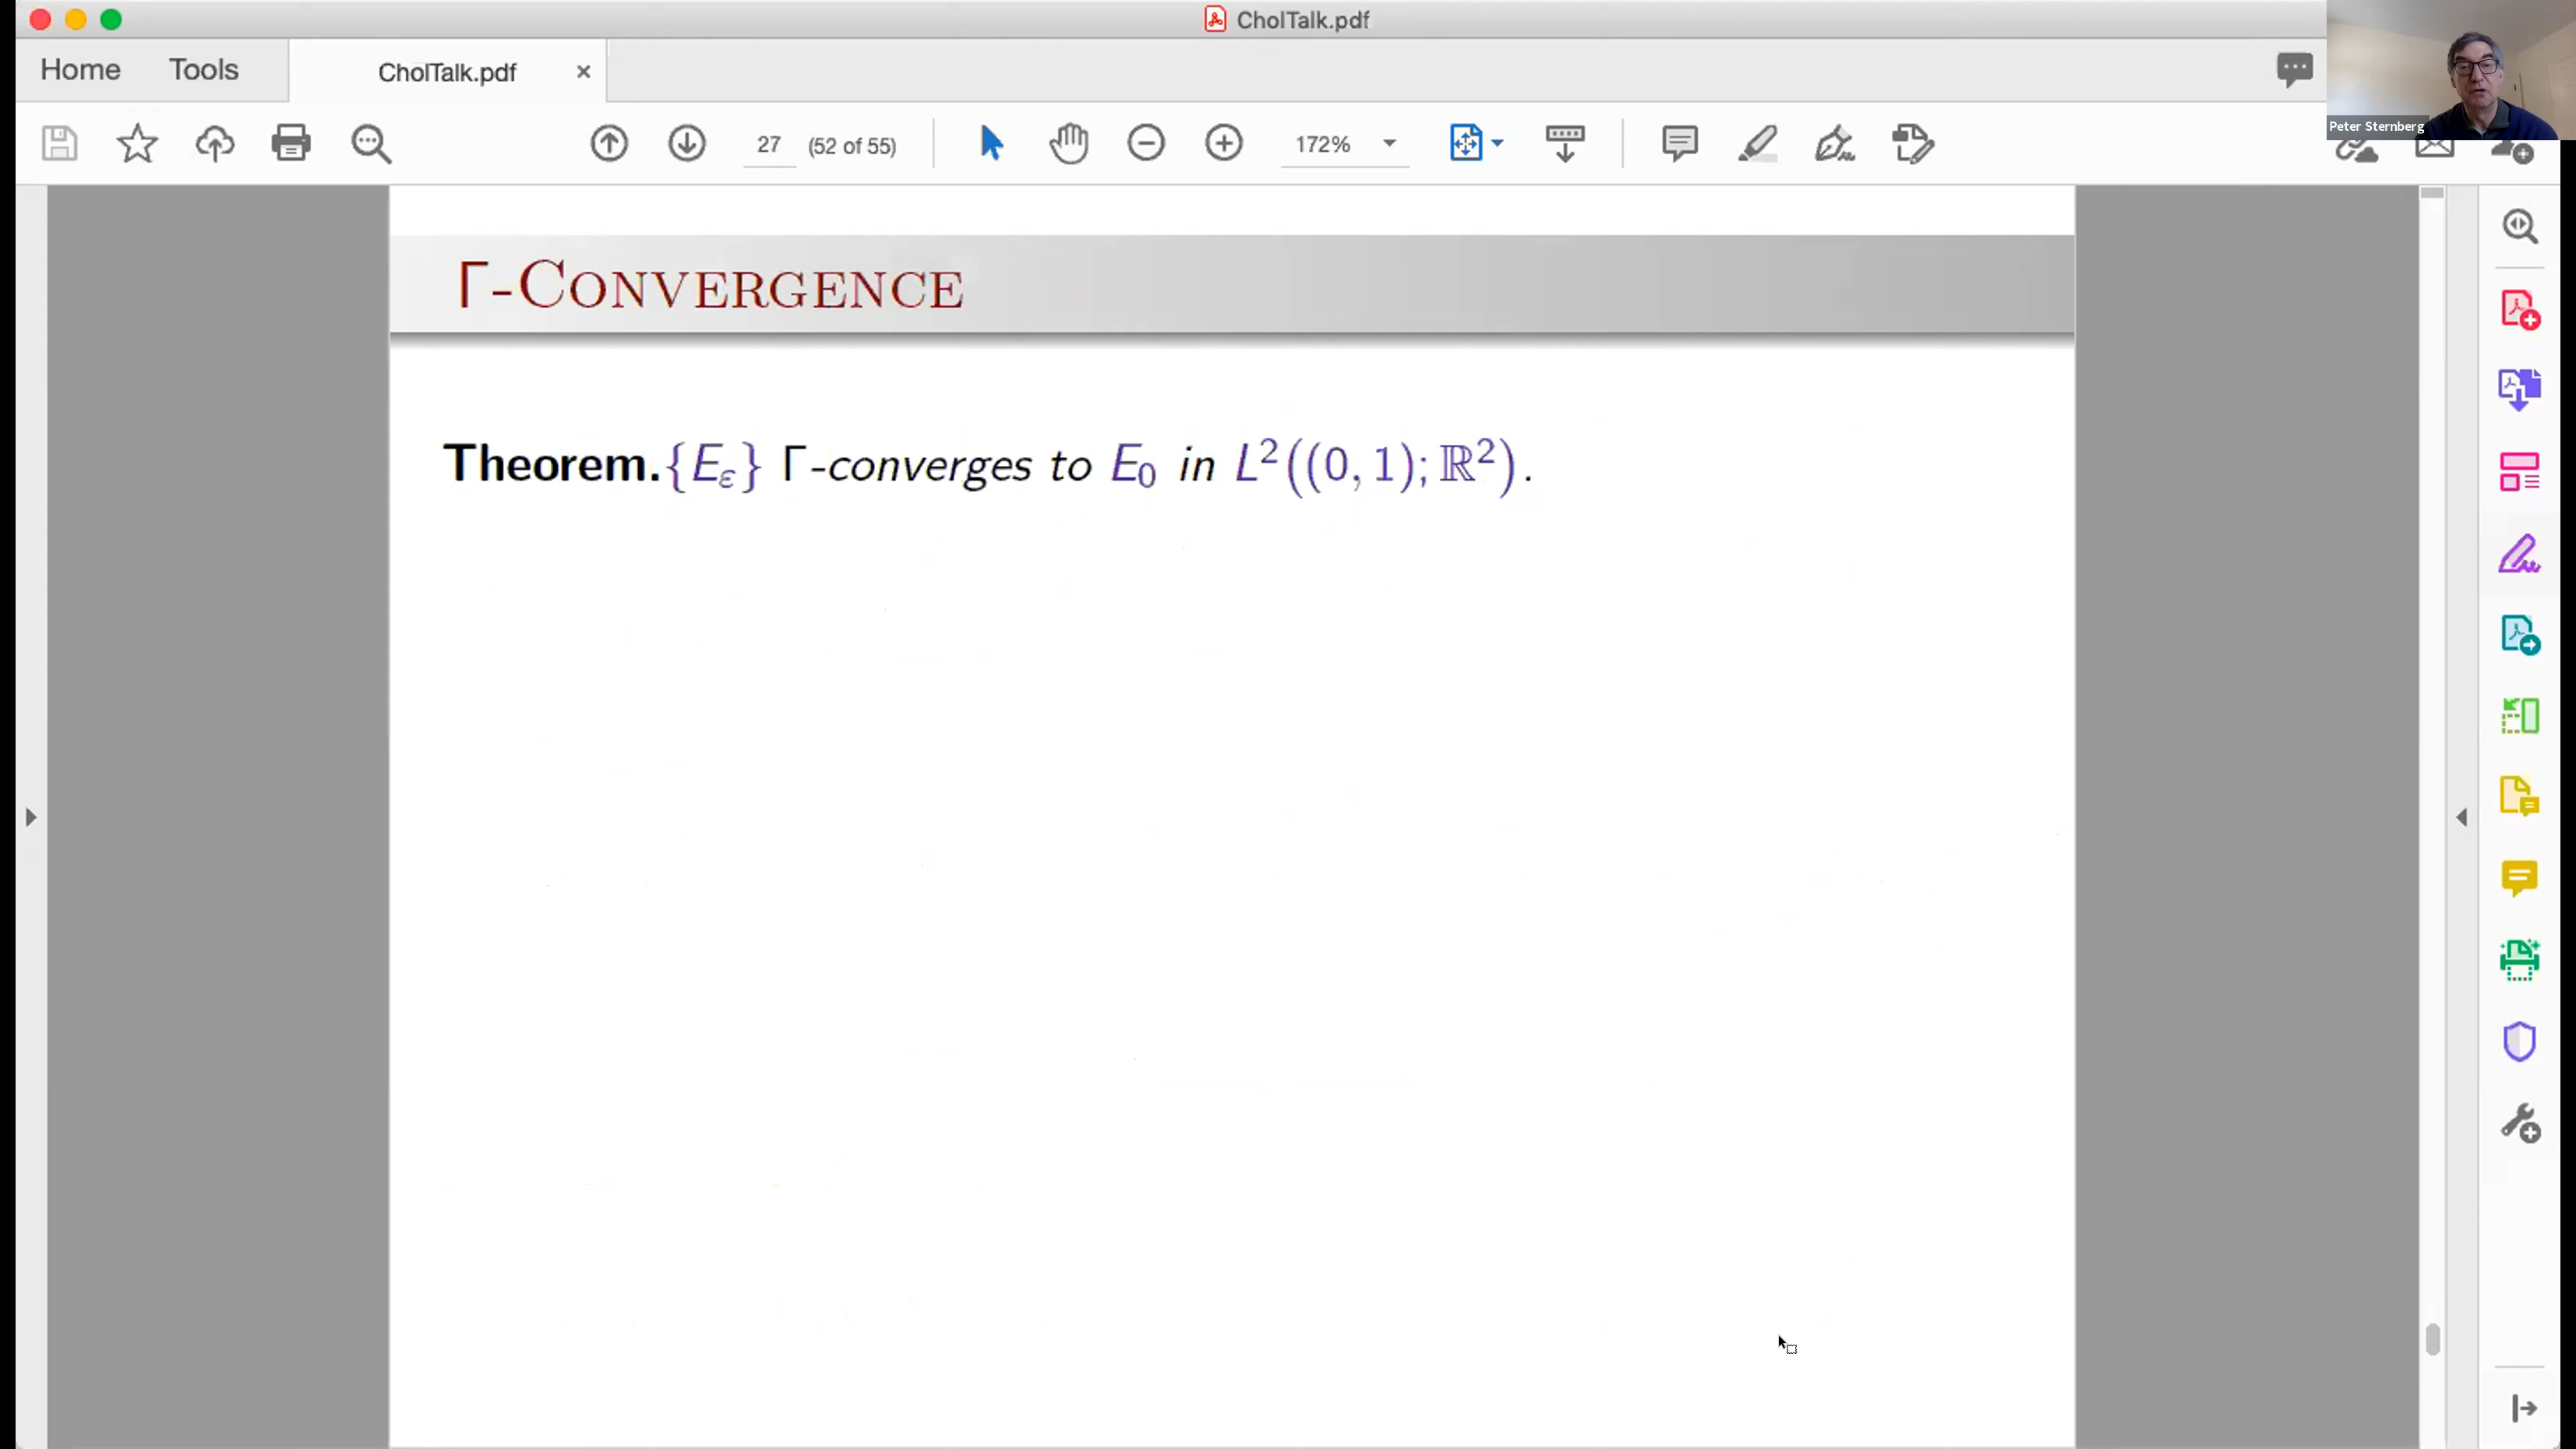 CholTalk.pdf
Home Tools CholTalk.pdf ×
Peter Sternberg
27 (52 of 55) 172%
Γ-CONVERGENCE
Theorem. {E_ε} Γ-converges to E_0 in L^2((0, 1); ℝ^2).